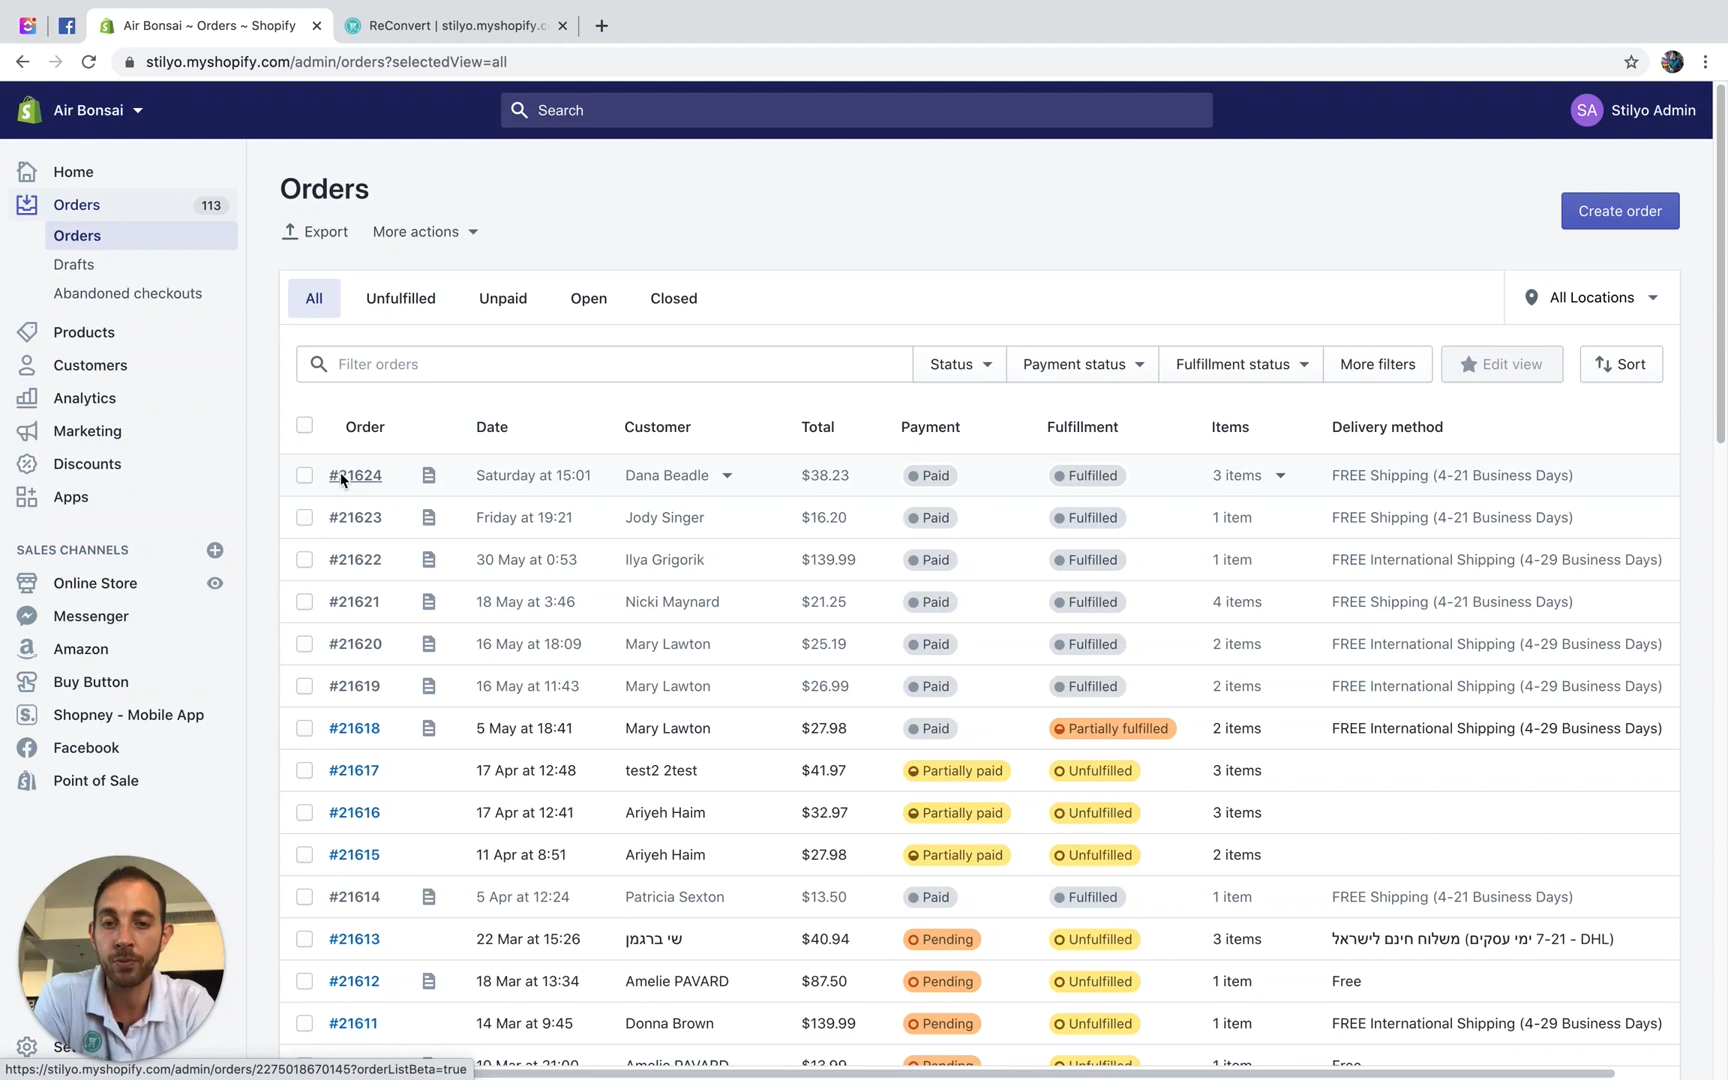 Air Bonsai ~ Orders ~ Shopify
ReConvert | stilyo.myshopify.c
stilyo.myshopify.com/admin/orders?selectedView=all
Air Bonsai
Search
SA Stilyo Admin
Home
Orders 113
Orders
Drafts
Abandoned checkouts
Products
Customers
Analytics
Marketing
Discounts
Apps
SALES CHANNELS
Online Store
Messenger
Amazon
Buy Button
Shopney - Mobile App
Facebook
Point of Sale
Orders
Export More actions
Create order
All Unfulfilled Unpaid Open Closed All Locations
Filter orders Status Payment status Fulfillment status More filters Edit view Sort
Order Date Customer Total Payment Fulfillment Items Delivery method
#21624 Saturday at 15:01 Dana Beadle $38.23 Paid Fulfilled 3 items FREE Shipping (4-21 Business Days)
#21623 Friday at 19:21 Jody Singer $16.20 Paid Fulfilled 1 item FREE Shipping (4-21 Business Days)
#21622 30 May at 0:53 Ilya Grigorik $139.99 Paid Fulfilled 1 item FREE International Shipping (4-29 Business Days)
#21621 18 May at 3:46 Nicki Maynard $21.25 Paid Fulfilled 4 items FREE Shipping (4-21 Business Days)
#21620 16 May at 18:09 Mary Lawton $25.19 Paid Fulfilled 2 items FREE International Shipping (4-29 Business Days)
#21619 16 May at 11:43 Mary Lawton $26.99 Paid Fulfilled 2 items FREE International Shipping (4-29 Business Days)
#21618 5 May at 18:41 Mary Lawton $27.98 Paid Partially fulfilled 2 items FREE International Shipping (4-29 Business Days)
#21617 17 Apr at 12:48 test2 2test $41.97 Partially paid Unfulfilled 3 items
#21616 17 Apr at 12:41 Ariyeh Haim $32.97 Partially paid Unfulfilled 3 items
#21615 11 Apr at 8:51 Ariyeh Haim $27.98 Partially paid Unfulfilled 2 items
#21614 5 Apr at 12:24 Patricia Sexton $13.50 Paid Fulfilled 1 item FREE Shipping (4-21 Business Days)
#21613 22 Mar at 15:26 שי ברגמן $40.94 Pending Unfulfilled 3 items משלוח חינם לישראל (7-21 ימי עסקים - DHL)
#21612 18 Mar at 13:34 Amelie PAVARD $87.50 Pending Unfulfilled 1 item Free
#21611 14 Mar at 9:45 Donna Brown $139.99 Pending Unfulfilled 1 item FREE International Shipping (4-29 Business Days)
10 Mar at 21:00 Amelie PAVARD $13.99 Pending Unfulfilled 1 item Free
https://stilyo.myshopify.com/admin/orders/2275018670145?orderListBeta=true